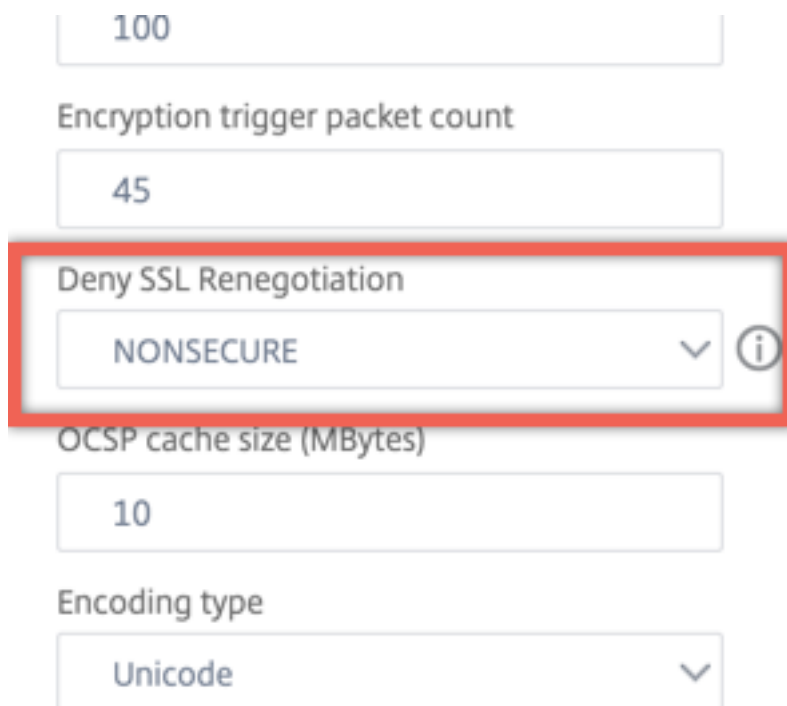 100
Encryption trigger packet count
45
Deny SSL Renegotiation
NONSECURE
OCSP cache size (MBytes)
10
Encoding type
Unicode